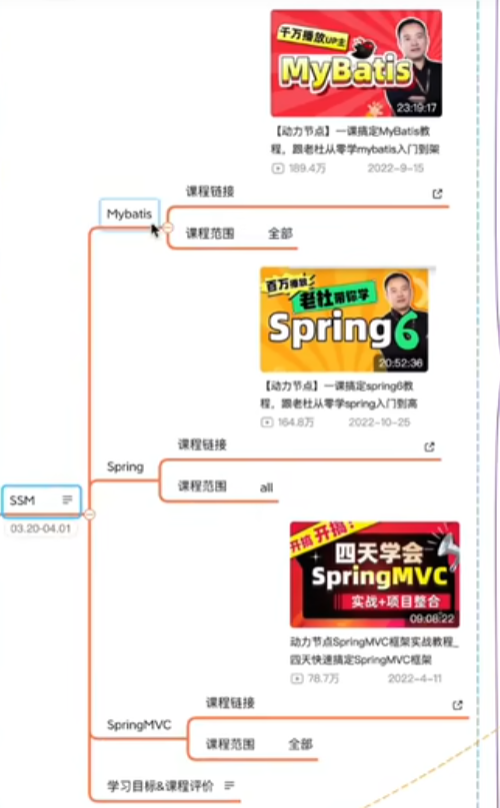 千万播放UP主
MyBatis
23:19:17
【动力节点】一课搞定MyBatis教
程，跟老杜从零学mybatis入门到架
189.4万 2022-9-15
课程链接
Mybatis
课程范围 全部
百万播放
老杜带你学
Spring6
20:52:36
【动力节点】一课搞定spring6教
程，跟老杜从零学spring入门到高
164.8万 2022-10-25
课程链接
Spring
课程范围 all
SSM
03.20-04.01
开搞 开搞!
四天学会
SpringMVC
实战+项目整合
09:08:22
动力节点SpringMVC框架实战教程_
四天快速搞定SpringMVC框架
78.7万 2022-4-11
课程链接
SpringMVC
课程范围 全部
学习目标&课程评价